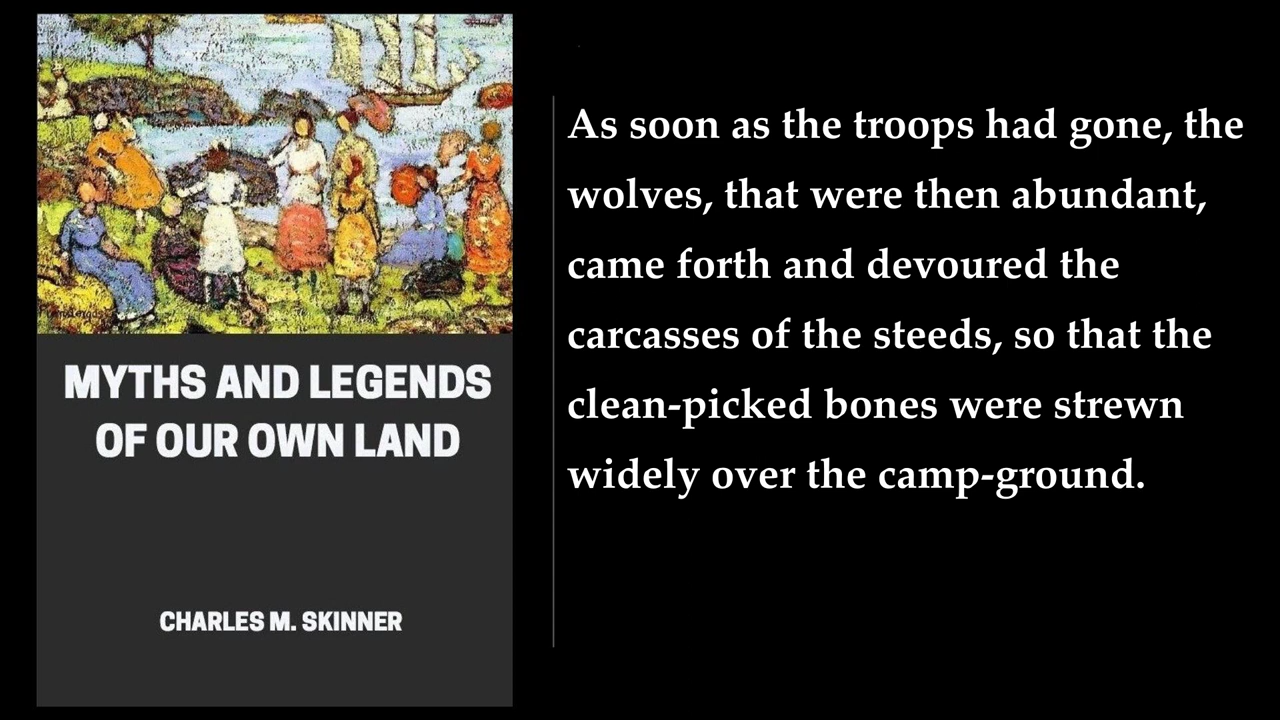 MYTHS AND LEGENDS
OF OUR OWN LAND
CHARLES M. SKINNER
As soon as the troops had gone, the
wolves, that were then abundant,
came forth and devoured the
carcasses of the steeds, so that the
clean-picked bones were strewn
widely over the camp-ground.